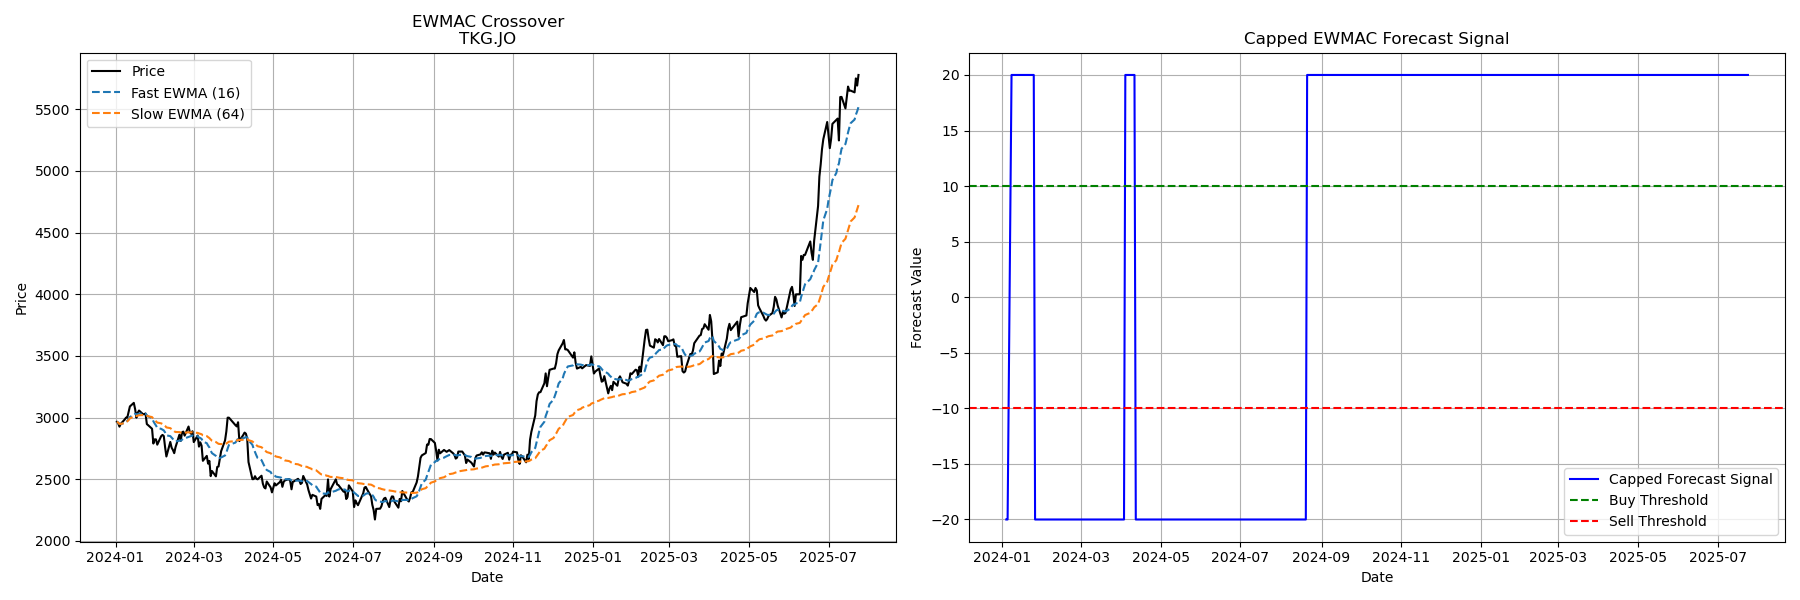 EWMAC Crossover
TKG.JO
Price
Fast EWMA (16)
Slow EWMA (64)
Price
5500
5000
4500
4000
3500
3000
2500
2000
2024-01 2024-03 2024-05 2024-07 2024-09 2024-11 2025-01 2025-03 2025-05 2025-07
Date
Capped EWMAC Forecast Signal
Forecast Value
20
15
10
5
0
−5
−10
−15
−20
Capped Forecast Signal
Buy Threshold
Sell Threshold
2024-01 2024-03 2024-05 2024-07 2024-09 2024-11 2025-01 2025-03 2025-05 2025-07
Date